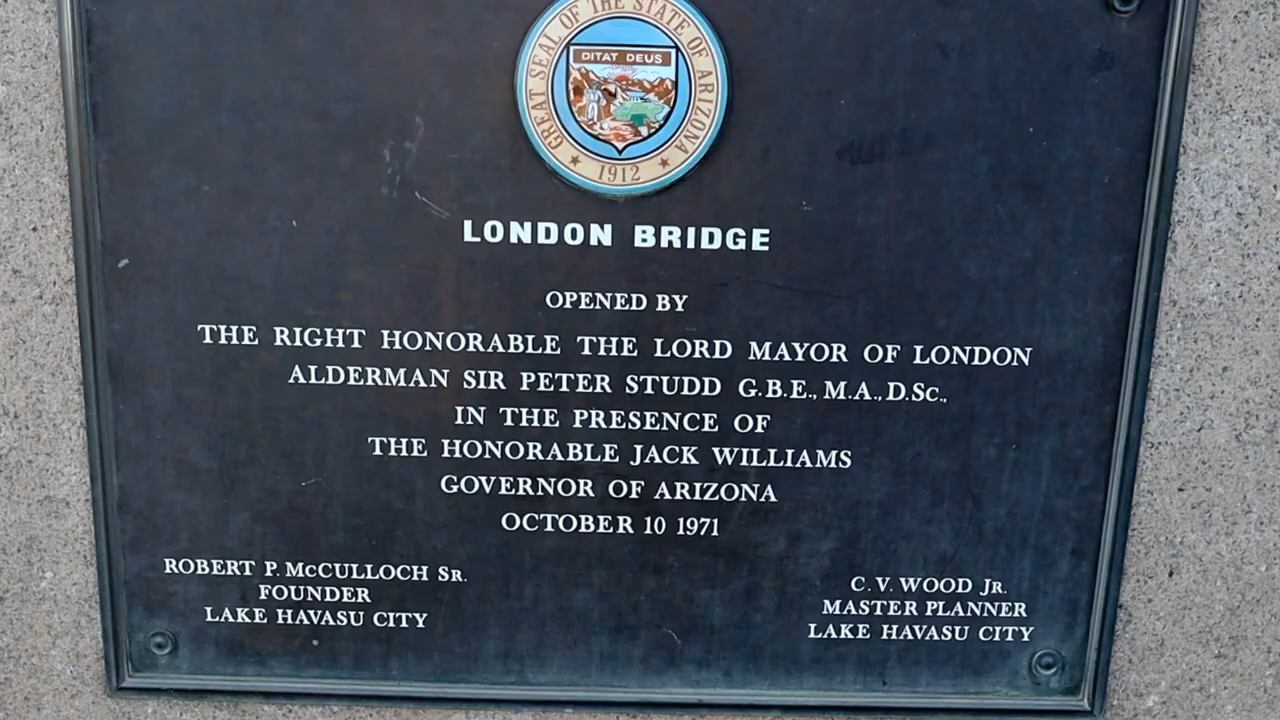 GREAT SEAL OF THE STATE OF ARIZONA
DITAT DEUS
1912
LONDON BRIDGE
OPENED BY
THE RIGHT HONORABLE THE LORD MAYOR OF LONDON
ALDERMAN SIR PETER STUDD G.B.E., M.A., D.Sc.,
IN THE PRESENCE OF
THE HONORABLE JACK WILLIAMS
GOVERNOR OF ARIZONA
OCTOBER 10 1971
ROBERT P. McCULLOCH Sr.
FOUNDER
LAKE HAVASU CITY
C. V. WOOD Jr.
MASTER PLANNER
LAKE HAVASU CITY